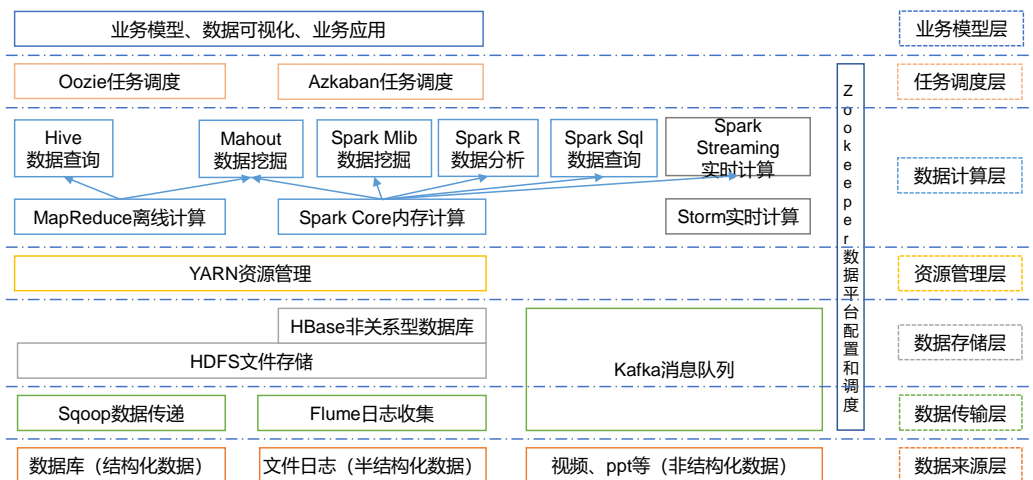 业务模型、数据可视化、业务应用
业务模型层
Oozie任务调度
Azkaban任务调度
任务调度层
Zookeeper数据平台配置和调度
Hive
数据查询
Mahout
数据挖掘
Spark Mlib
数据挖掘
Spark R
数据分析
Spark Sql
数据查询
Spark
Streaming
实时计算
数据计算层
MapReduce离线计算
Spark Core内存计算
Storm实时计算
YARN资源管理
资源管理层
HBase非关系型数据库
HDFS文件存储
Kafka消息队列
数据存储层
Sqoop数据传递
Flume日志收集
数据传输层
数据库（结构化数据）
文件日志（半结构化数据）
视频、ppt等（非结构化数据）
数据来源层